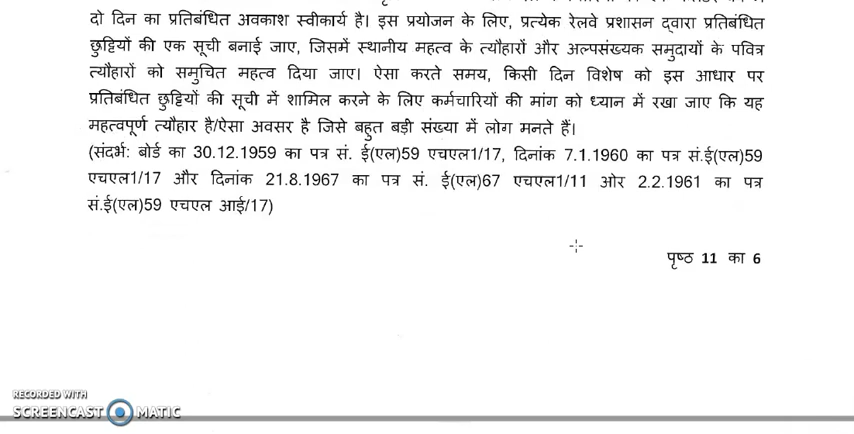 दो दिन का प्रतिबंधित अवकाश स्वीकार्य है। इस प्रयोजन के लिए, प्रत्येक रेलवे प्रशासन द्वारा प्रतिबंधित
छुट्टियों की एक सूची बनाई जाए, जिसमें स्थानीय महत्व के त्यौहारों और अल्पसंख्यक समुदायों के पवित्र
त्यौहारों को समुचित महत्व दिया जाए। ऐसा करते समय, किसी दिन विशेष को इस आधार पर
प्रतिबंधित छुट्टियों की सूची में शामिल करने के लिए कर्मचारियों की मांग को ध्यान में रखा जाए कि यह
महत्वपूर्ण त्यौहार है/ऐसा अवसर है जिसे बहुत बड़ी संख्या में लोग मनते हैं।
(संदर्भ: बोर्ड का 30.12.1959 का पत्र सं. ई(एल)59 एचएल1/17, दिनांक 7.1.1960 का पत्र सं.ई(एल)59
एचएल1/17 और दिनांक 21.8.1967 का पत्र सं. ई(एल)67 एचएल1/11 ओर 2.2.1961 का पत्र
सं.ई(एल)59 एचएल आई/17)
पृष्ठ 11 का 6
RECORDED WITH
SCREENCAST MATIC